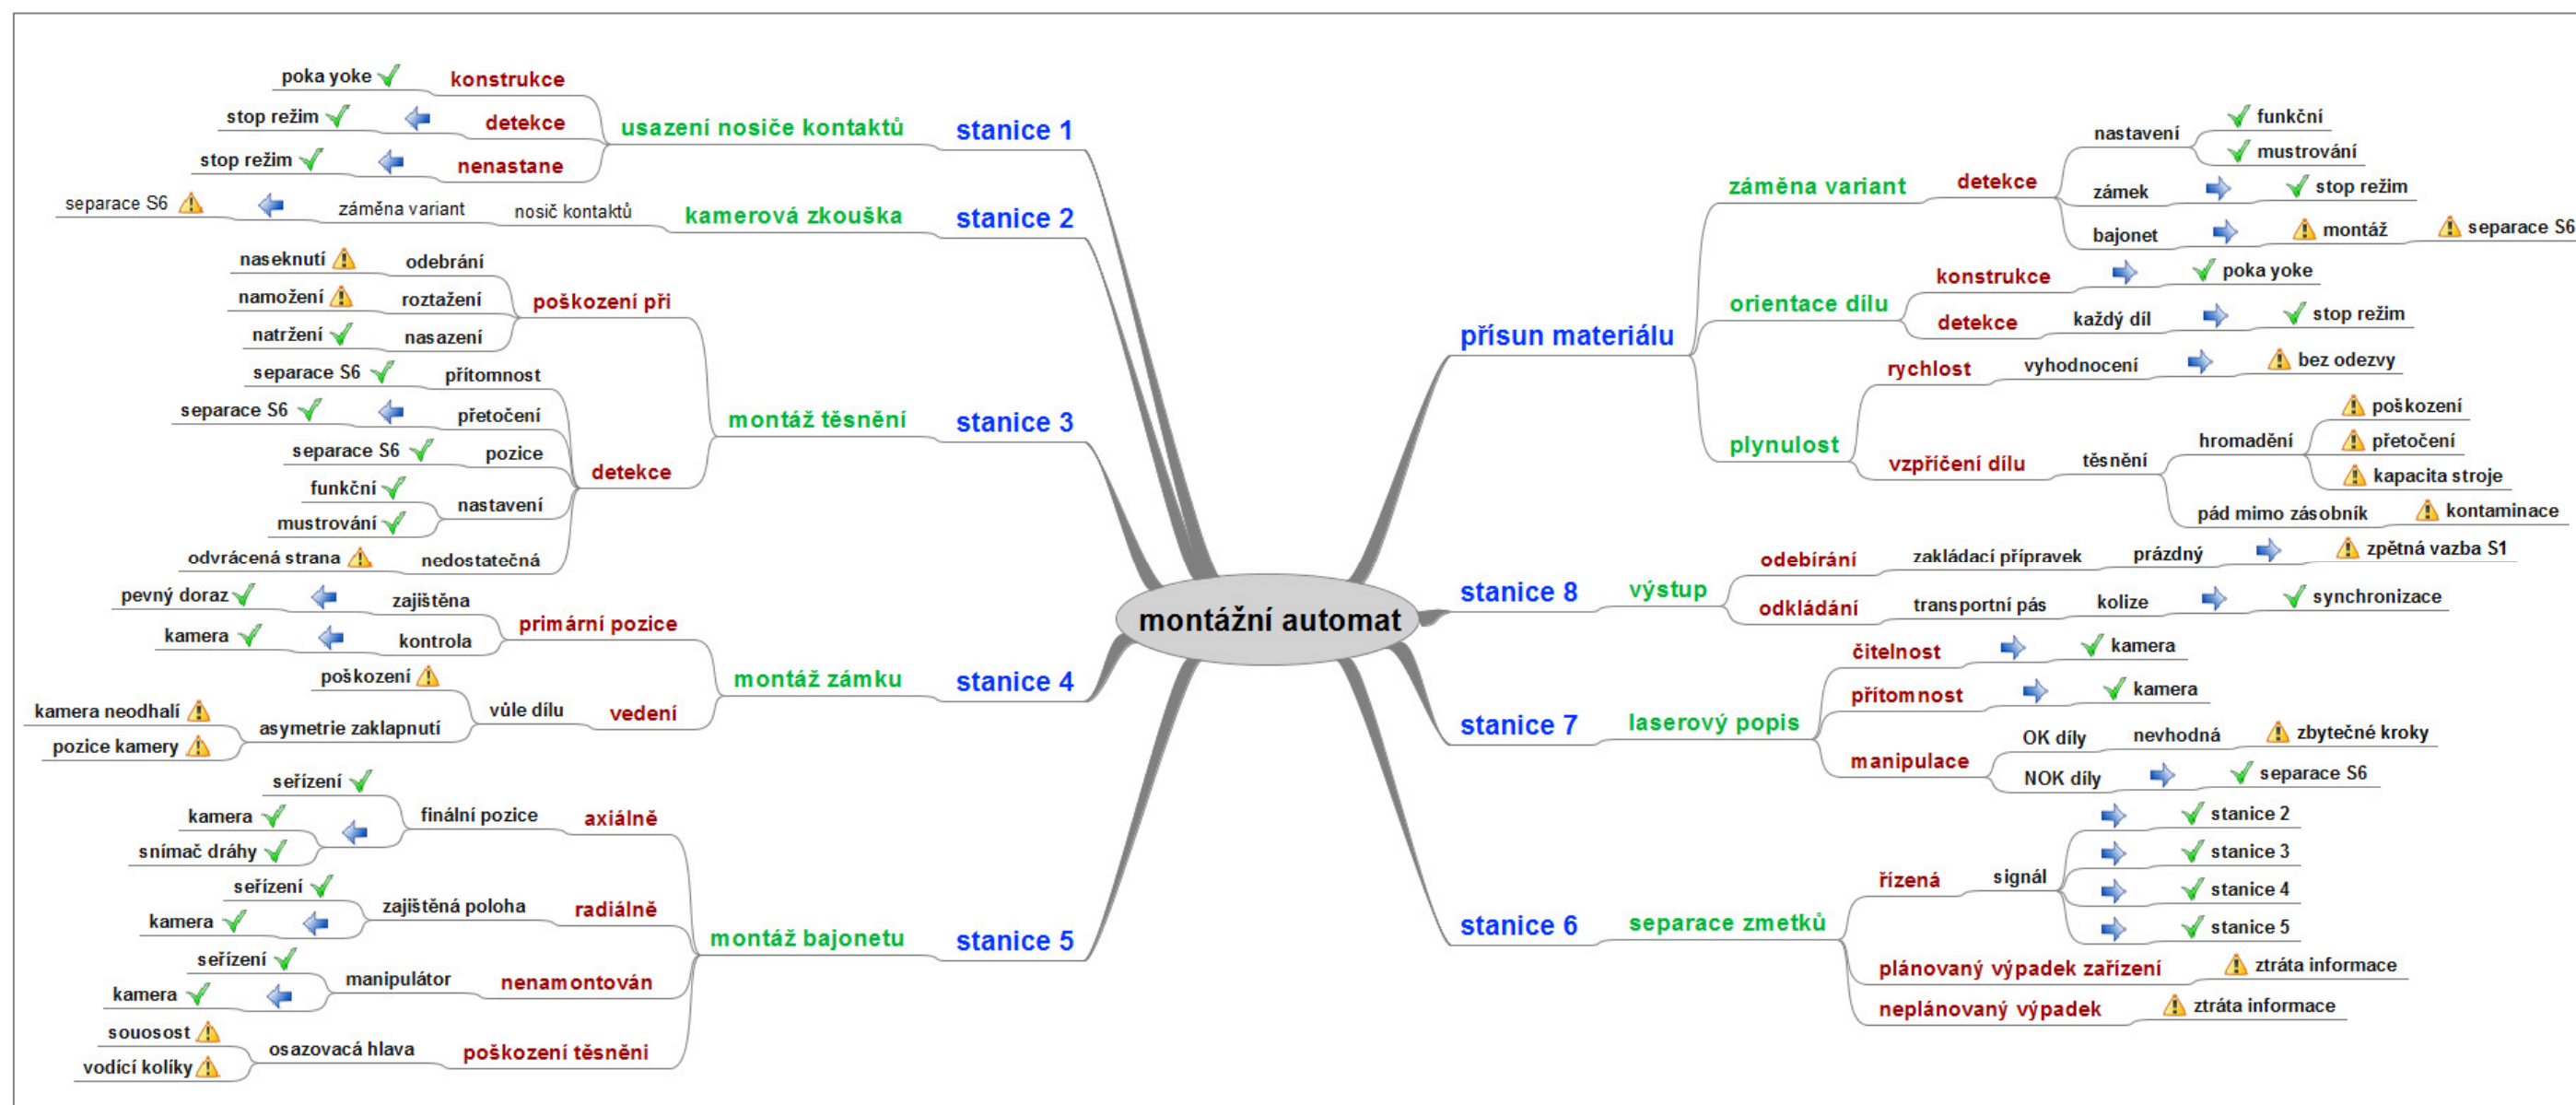 montážní automat
stanice 1
usazení nosiče kontaktů
konstrukce
poka yoke
detekce
stop režim
nenastane
stop režim
stanice 2
kamerová zkouška
nosič kontaktů
záměna variant
separace S6
stanice 3
montáž těsnění
poškození při
odebrání
naseknutí
roztažení
namožení
nasazení
natržení
detekce
přítomnost
separace S6
přetočení
separace S6
pozice
separace S6
nastavení
funkční
mustrování
nedostatečná
odvrácená strana
stanice 4
montáž zámku
primární pozice
zajištěna
pevný doraz
kontrola
kamera
vedení
vůle dílu
poškození
asymetrie zaklapnutí
kamera neodhalí
pozice kamery
stanice 5
montáž bajonetu
axiálně
finální pozice
seřízení
kamera
snímač dráhy
radiálně
zajištěná poloha
seřízení
kamera
nenamontován
manipulátor
seřízení
kamera
poškození těsněni
osazovacá hlava
souosost
vodící kolíky
přísun materiálu
záměna variant
detekce
nastavení
funkční
mustrování
zámek
stop režim
bajonet
montáž
separace S6
orientace dílu
konstrukce
poka yoke
detekce
každý díl
stop režim
plynulost
rychlost
vyhodnocení
bez odezvy
vzpříčení dílu
těsnění
hromadění
poškození
přetočení
kapacita stroje
pád mimo zásobník
kontaminace
stanice 8
výstup
odebírání
zakládací přípravek
prázdný
zpětná vazba S1
odkládání
transportní pás
kolize
synchronizace
stanice 7
laserový popis
čitelnost
kamera
přítomnost
kamera
manipulace
OK díly
nevhodná
zbytečné kroky
NOK díly
separace S6
stanice 6
separace zmetků
řízená
signál
stanice 2
stanice 3
stanice 4
stanice 5
plánovaný výpadek zařízení
ztráta informace
neplánovaný výpadek
ztráta informace